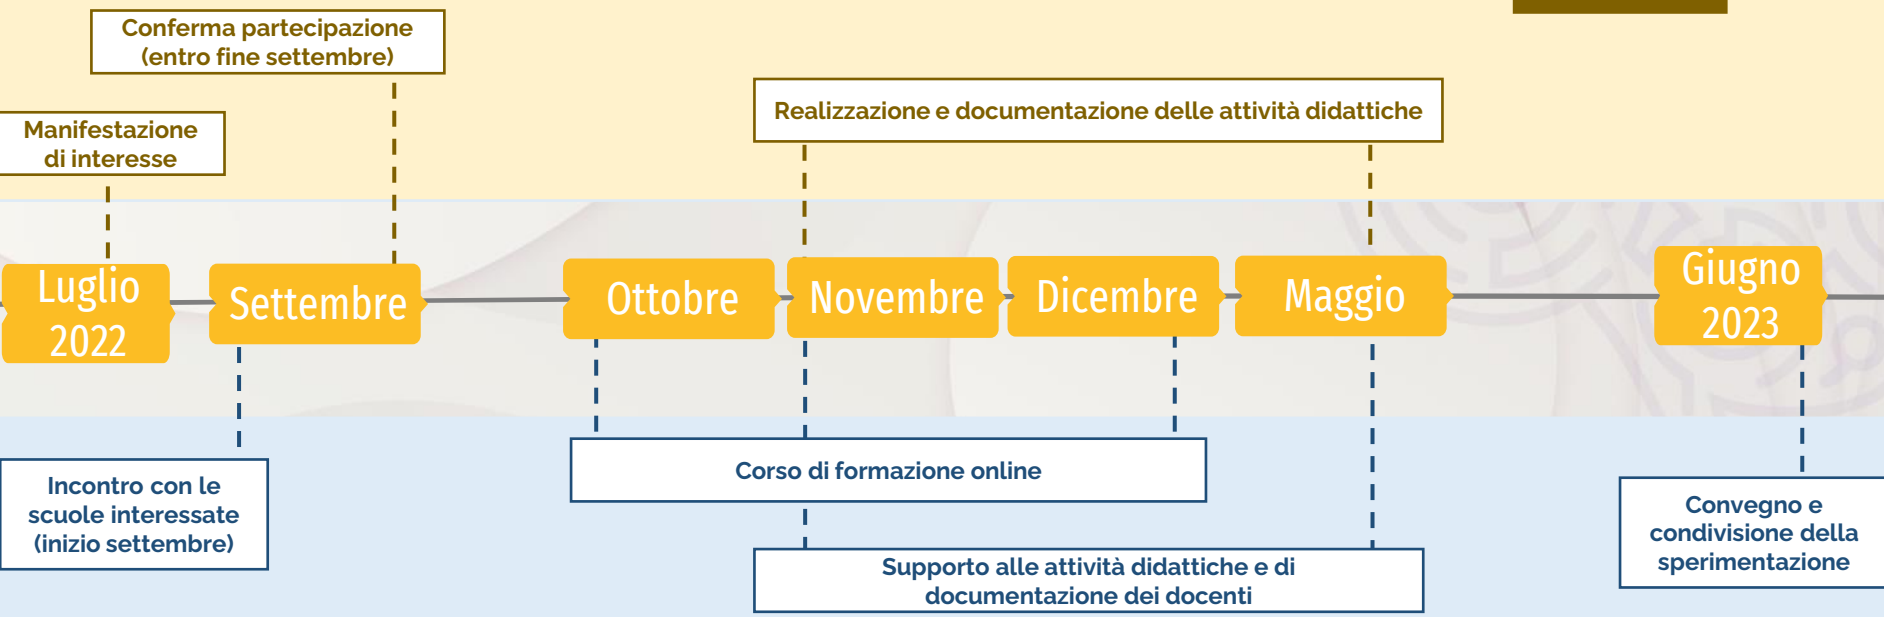 Conferma partecipazione
(entro fine settembre)
Manifestazione
di interesse
Realizzazione e documentazione delle attività didattiche
Luglio
2022
Settembre
Ottobre
Novembre
Dicembre
Maggio
Giugno
2023
Incontro con le
scuole interessate
(inizio settembre)
Corso di formazione online
Supporto alle attività didattiche e di
documentazione dei docenti
Convegno e
condivisione della
sperimentazione